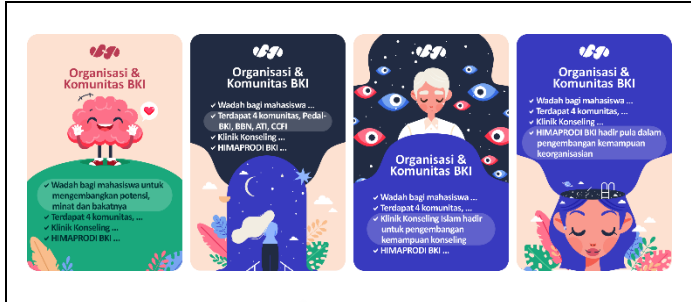 Organisasi &
Komunitas BKI
✓ Wadah bagi mahasiswa untuk
mengembangkan potensi,
minat dan bakatnya
✓ Terdapat 4 komunitas, ...
✓ Klinik Konseling ...
✓ HIMAPRODI BKI ...
Organisasi &
Komunitas BKI
✓ Wadah bagi mahasiswa ...
✓ Terdapat 4 komunitas, Pedal-
BKI, BBN, ATI, CCFI
✓ Klinik Konseling ...
✓ HIMAPRODI BKI ...
Organisasi &
Komunitas BKI
✓ Wadah bagi mahasiswa ...
✓ Terdapat 4 komunitas, ...
✓ Klinik Konseling Islam hadir
untuk pengembangan
kemampuan konseling
✓ HIMAPRODI BKI ...
Organisasi &
Komunitas BKI
✓ Wadah bagi mahasiswa ...
✓ Terdapat 4 komunitas, ...
✓ Klinik Konseling ...
✓ HIMAPRODI BKI hadir pula dalam
pengembangan kemampuan
keorganisasian